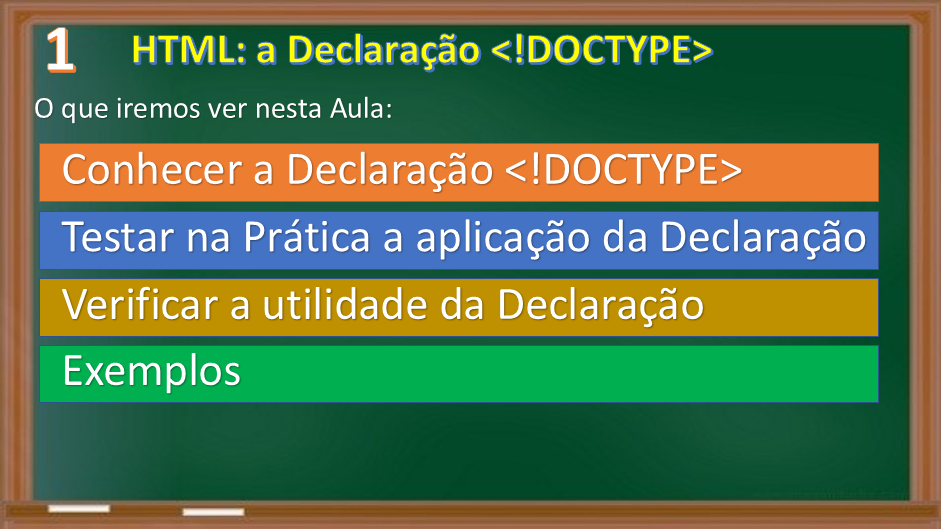 1
HTML: a Declaração <!DOCTYPE>
O que iremos ver nesta Aula:
Conhecer a Declaração <!DOCTYPE>
Testar na Prática a aplicação da Declaração
Verificar a utilidade da Declaração
Exemplos